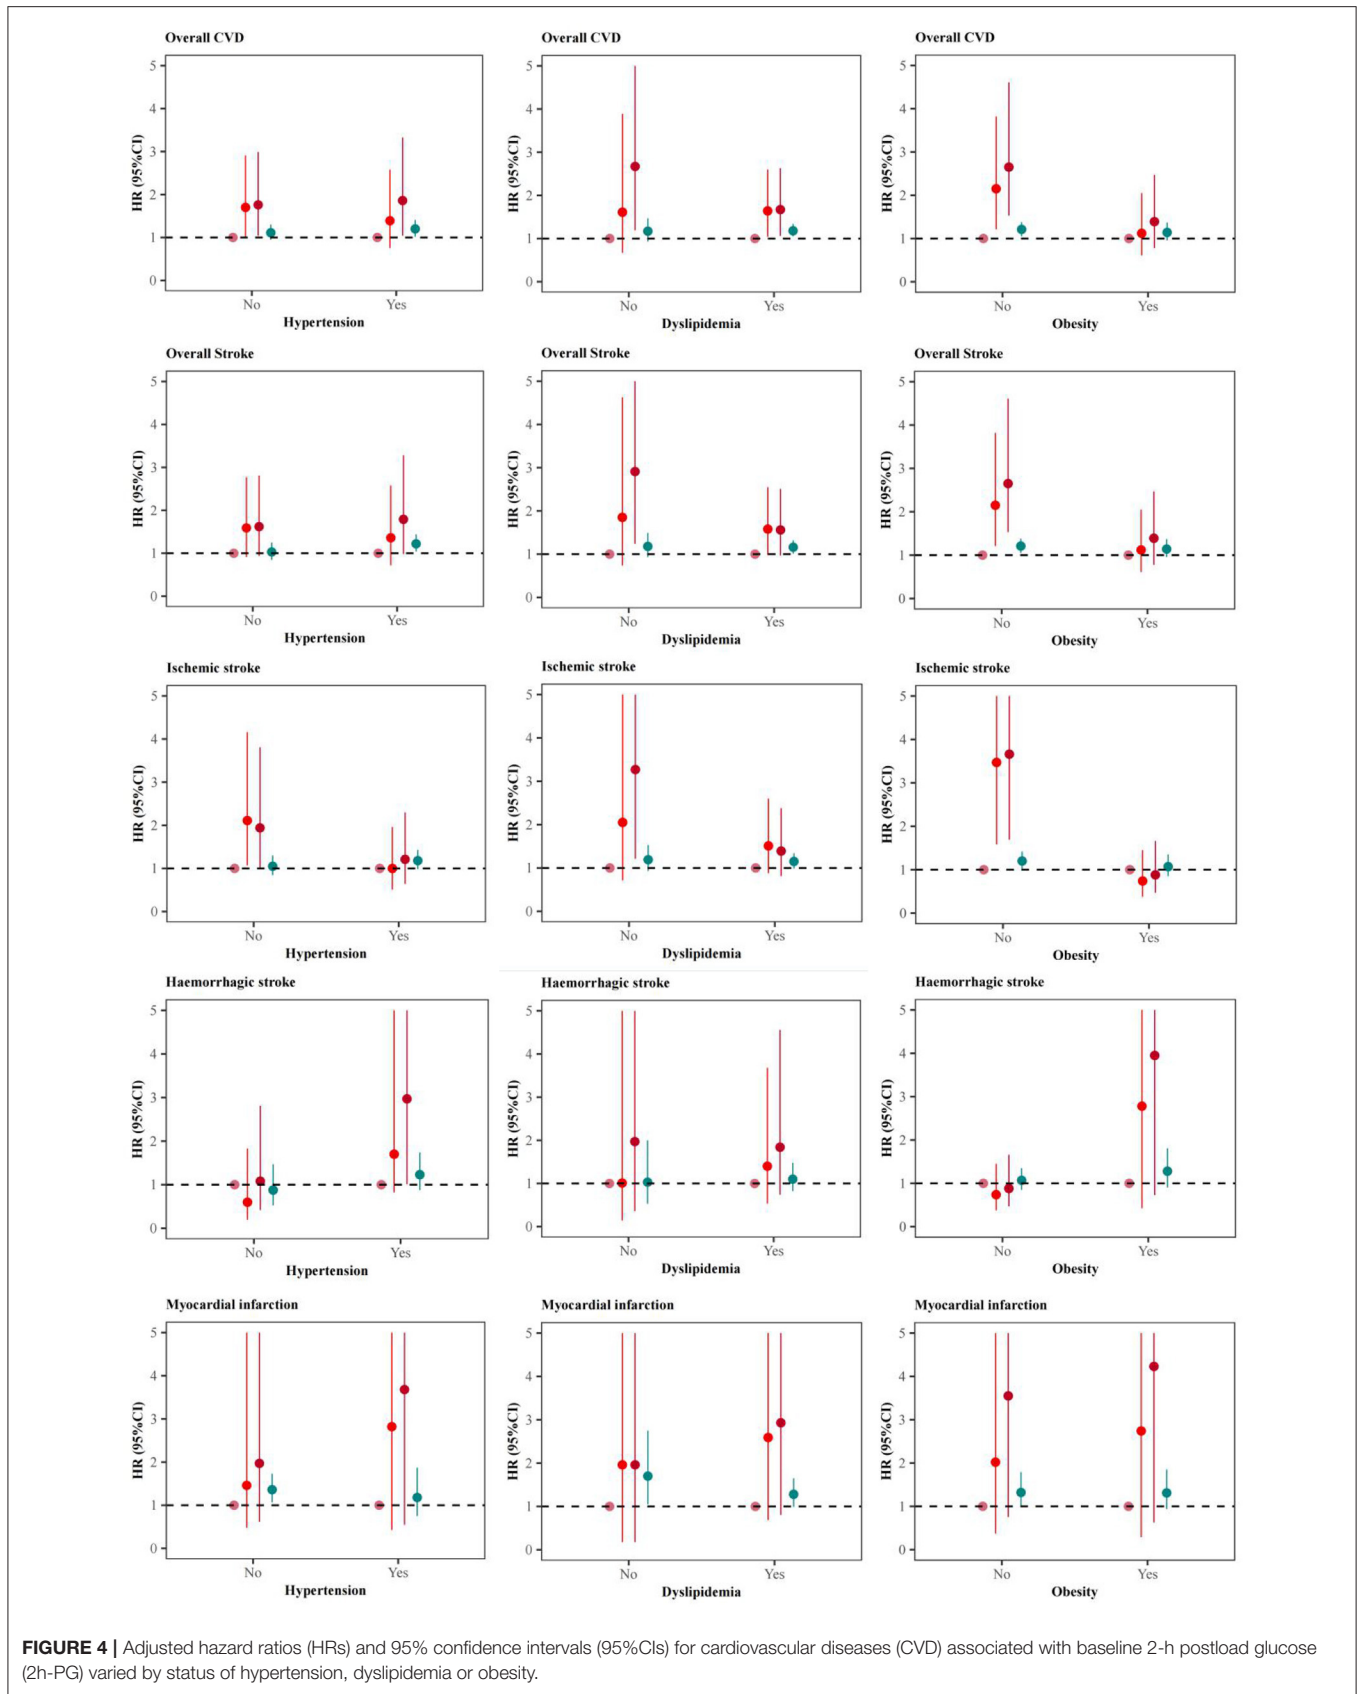 Overall CVD
Overall CVD
Overall CVD
HR (95%CI)
5
4
3
2
1
0
No
Yes
Hypertension
HR (95%CI)
5
4
3
2
1
0
No
Yes
Dyslipidemia
HR (95%CI)
5
4
3
2
1
0
No
Yes
Obesity
Overall Stroke
Overall Stroke
Overall Stroke
HR (95%CI)
5
4
3
2
1
0
No
Yes
Hypertension
HR (95%CI)
5
4
3
2
1
0
No
Yes
Dyslipidemia
HR (95%CI)
5
4
3
2
1
0
No
Yes
Obesity
Ischemic stroke
Ischemic stroke
Ischemic stroke
HR (95%CI)
5
4
3
2
1
0
No
Yes
Hypertension
HR (95%CI)
5
4
3
2
1
0
No
Yes
Dyslipidemia
HR (95%CI)
5
4
3
2
1
0
No
Yes
Obesity
Haemorrhagic stroke
Haemorrhagic stroke
Haemorrhagic stroke
HR (95%CI)
5
4
3
2
1
0
No
Yes
Hypertension
HR (95%CI)
5
4
3
2
1
0
No
Yes
Dyslipidemia
HR (95%CI)
5
4
3
2
1
0
No
Yes
Obesity
Myocardial infarction
Myocardial infarction
Myocardial infarction
HR (95%CI)
5
4
3
2
1
0
No
Yes
Hypertension
HR (95%CI)
5
4
3
2
1
0
No
Yes
Dyslipidemia
HR (95%CI)
5
4
3
2
1
0
No
Yes
Obesity
FIGURE 4 | Adjusted hazard ratios (HRs) and 95% confidence intervals (95%CIs) for cardiovascular diseases (CVD) associated with baseline 2-h postload glucose
(2h-PG) varied by status of hypertension, dyslipidemia or obesity.